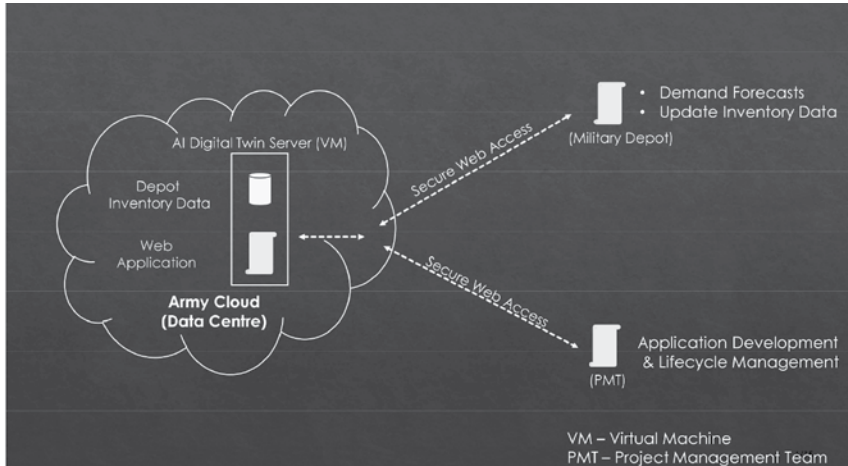 AI Digital Twin Server (VM)
Depot
Inventory Data
Web
Application
Army Cloud
(Data Centre)
Secure Web Access
Secure Web Access
(Military Depot)
• Demand Forecasts
• Update Inventory Data
(PMT)
Application Development
& Lifecycle Management
VM – Virtual Machine
PMT – Project Management Team